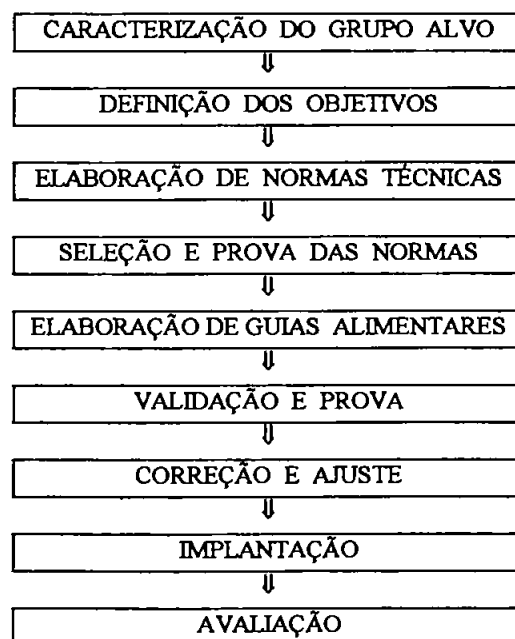 CARACTERIZAÇÃO DO GRUPO ALVO
⇓
DEFINIÇÃO DOS OBJETIVOS
⇓
ELABORAÇÃO DE NORMAS TÉCNICAS
⇓
SELEÇÃO E PROVA DAS NORMAS
⇓
ELABORAÇÃO DE GUIAS ALIMENTARES
⇓
VALIDAÇÃO E PROVA
⇓
CORREÇÃO E AJUSTE
⇓
IMPLANTAÇÃO
⇓
AVALIAÇÃO